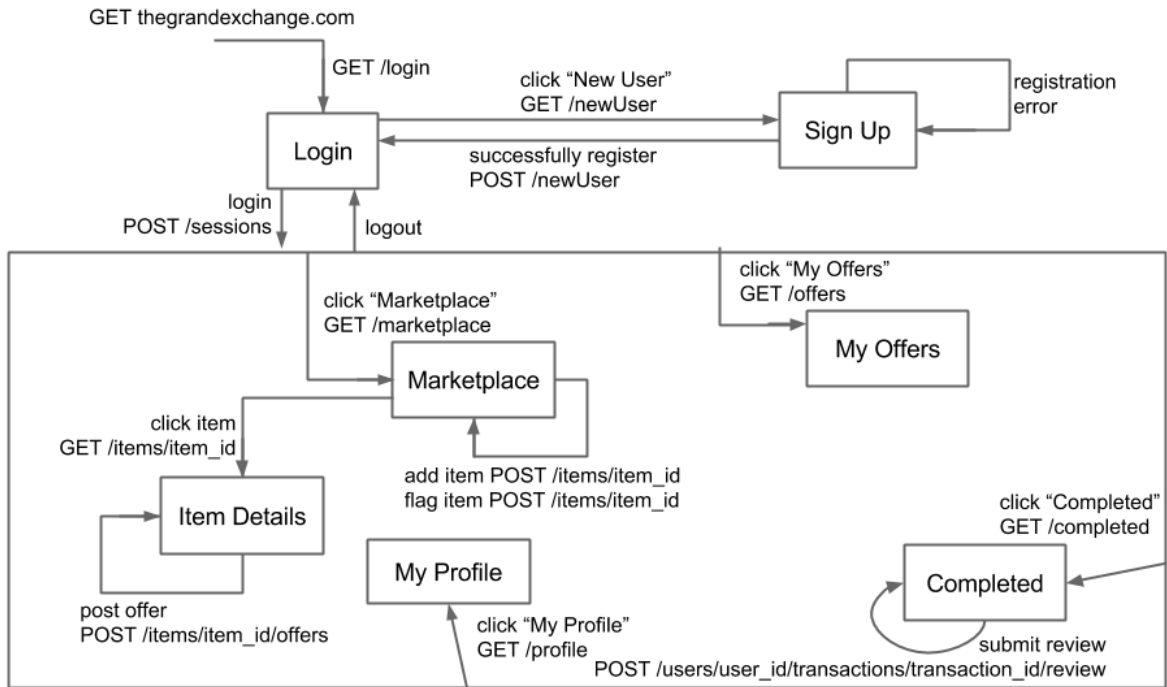 GET thegrandexchange.com
GET /login
click “New User”
GET /newUser
registration
error
Login
Sign Up
successfully register
POST /newUser
login
POST /sessions
logout
click “My Offers”
GET /offers
click “Marketplace”
GET /marketplace
My Offers
Marketplace
click item
GET /items/item_id
add item POST /items/item_id
flag item POST /items/item_id
Item Details
click “Completed”
GET /completed
My Profile
Completed
post offer
POST /items/item_id/offers
click “My Profile”
GET /profile
submit review
POST /users/user_id/transactions/transaction_id/review